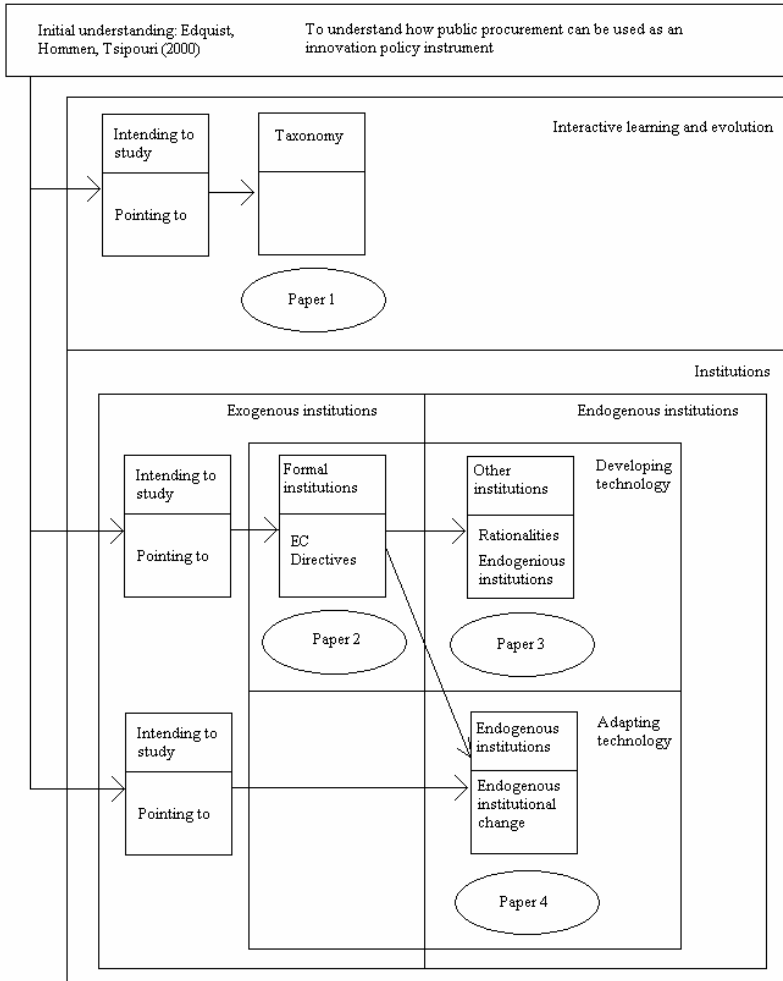 Initial understanding: Edquist,
Hommen, Tsipouri (2000)
To understand how public procurement can be used as an
innovation policy instrument
Interactive learning and evolution
Intending to
study
Pointing to
Taxonomy
Paper 1
Institutions
Exogenous institutions
Endogenous institutions
Intending to
study
Pointing to
Formal
institutions
EC
Directives
Other
institutions
Rationalities
Endogenious
institutions
Developing
technology
Paper 2
Paper 3
Intending to
study
Pointing to
Endogenous
institutions
Endogenous
institutional
change
Adapting
technology
Paper 4